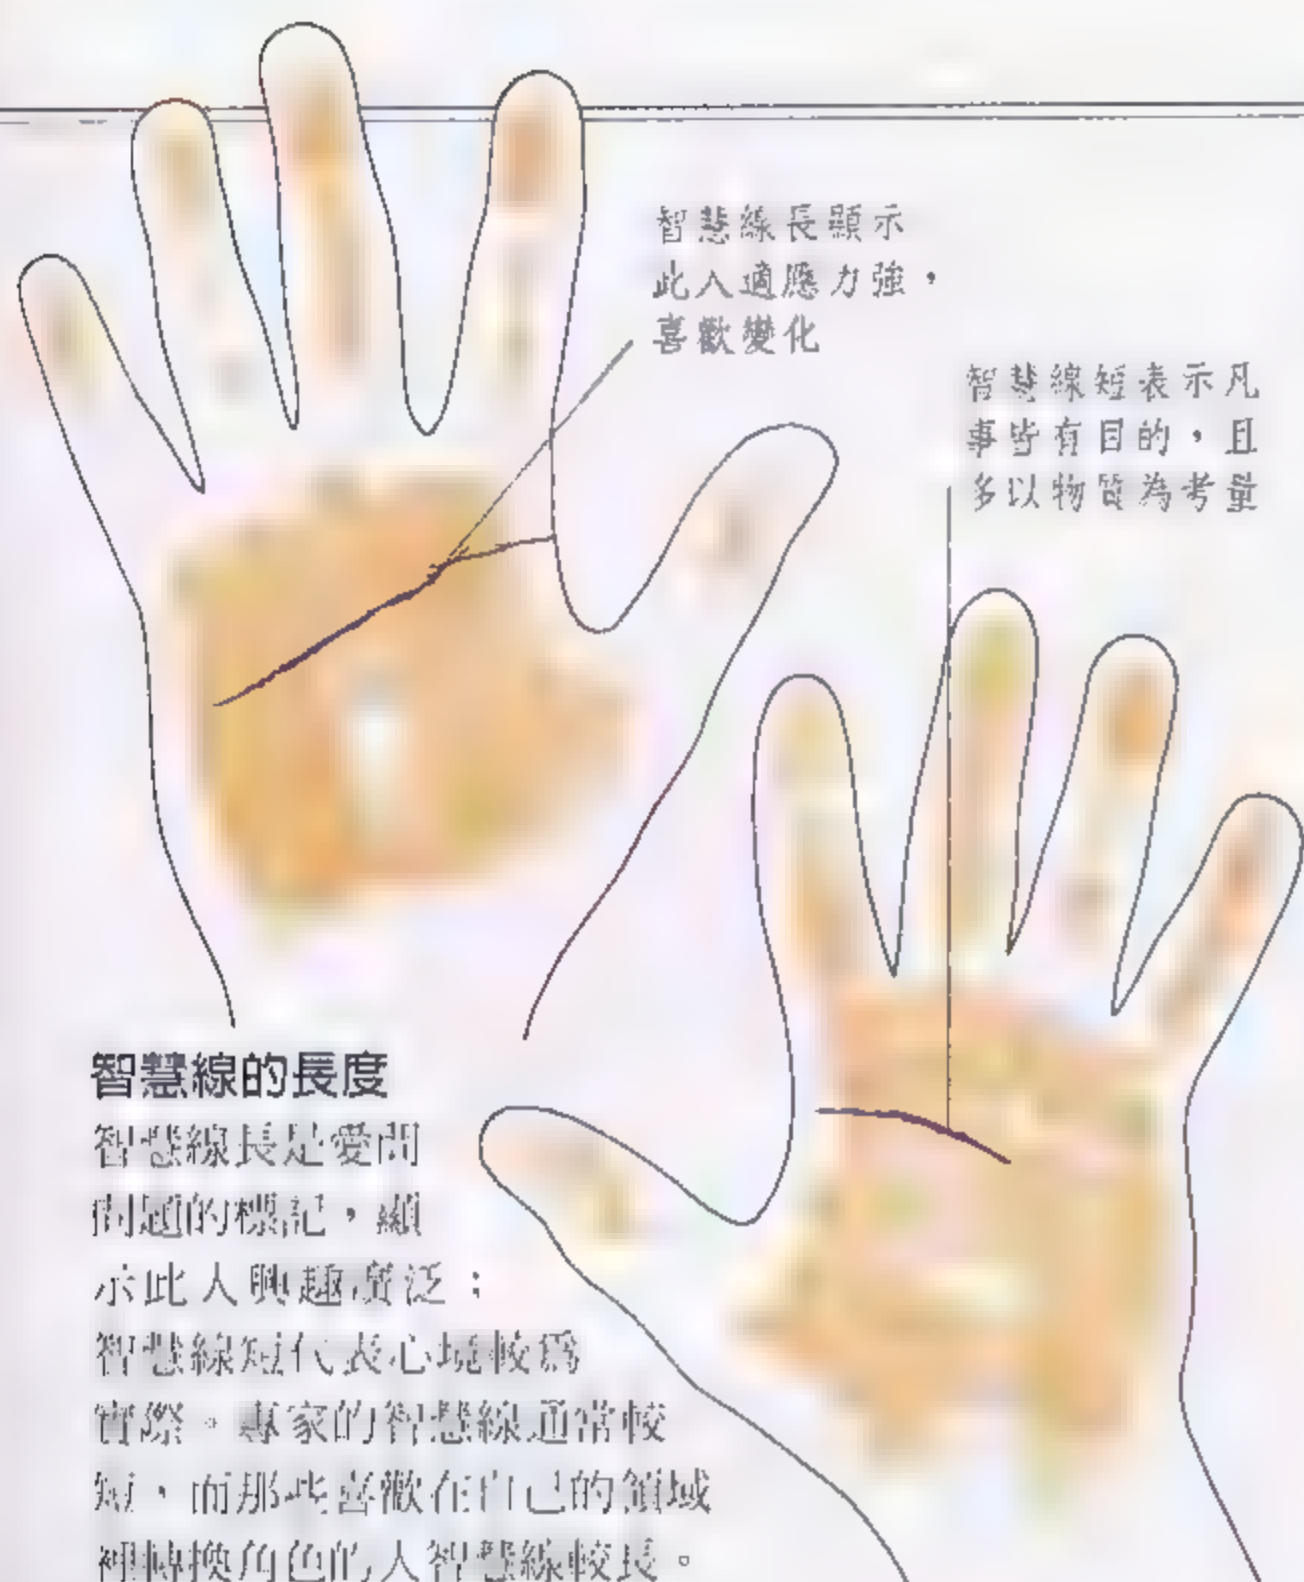 智慧線長顯示
此人適應力強，
喜歡變化
智慧線短表示凡
事皆有目的，且
多以物質為考量
智慧線的長度
智慧線長是愛問
問題的標記，顯
示此人興趣廣泛；
智慧線短代表心境較爲
實際。專家的智慧線通常較
短，而那些喜歡在自己的領域
裡轉換角色的人智慧線較長。